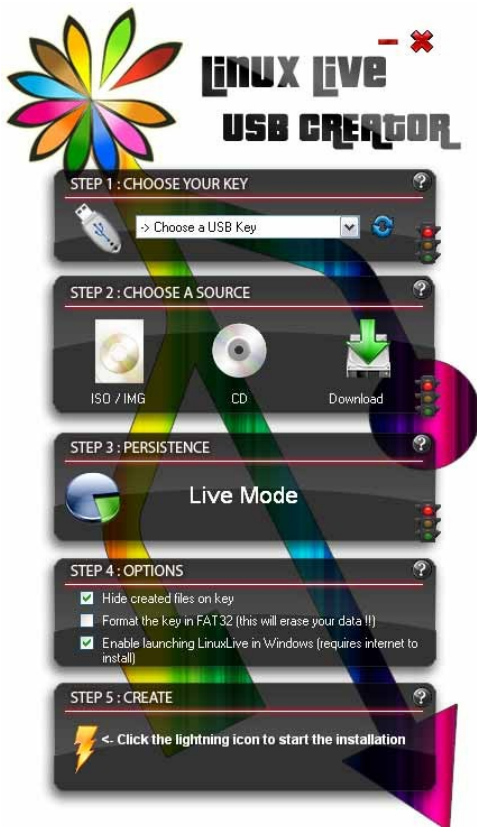 Linux Live
USB CREATOR
STEP 1 : CHOOSE YOUR KEY
?
-> Choose a USB Key
STEP 2 : CHOOSE A SOURCE
?
ISO / IMG
CD
Download
STEP 3 : PERSISTENCE
?
Live Mode
STEP 4 : OPTIONS
?
Hide created files on key
Format the key in FAT32 (this will erase your data !!)
Enable launching LinuxLive in Windows (requires internet to
install)
STEP 5 : CREATE
?
<- Click the lightning icon to start the installation